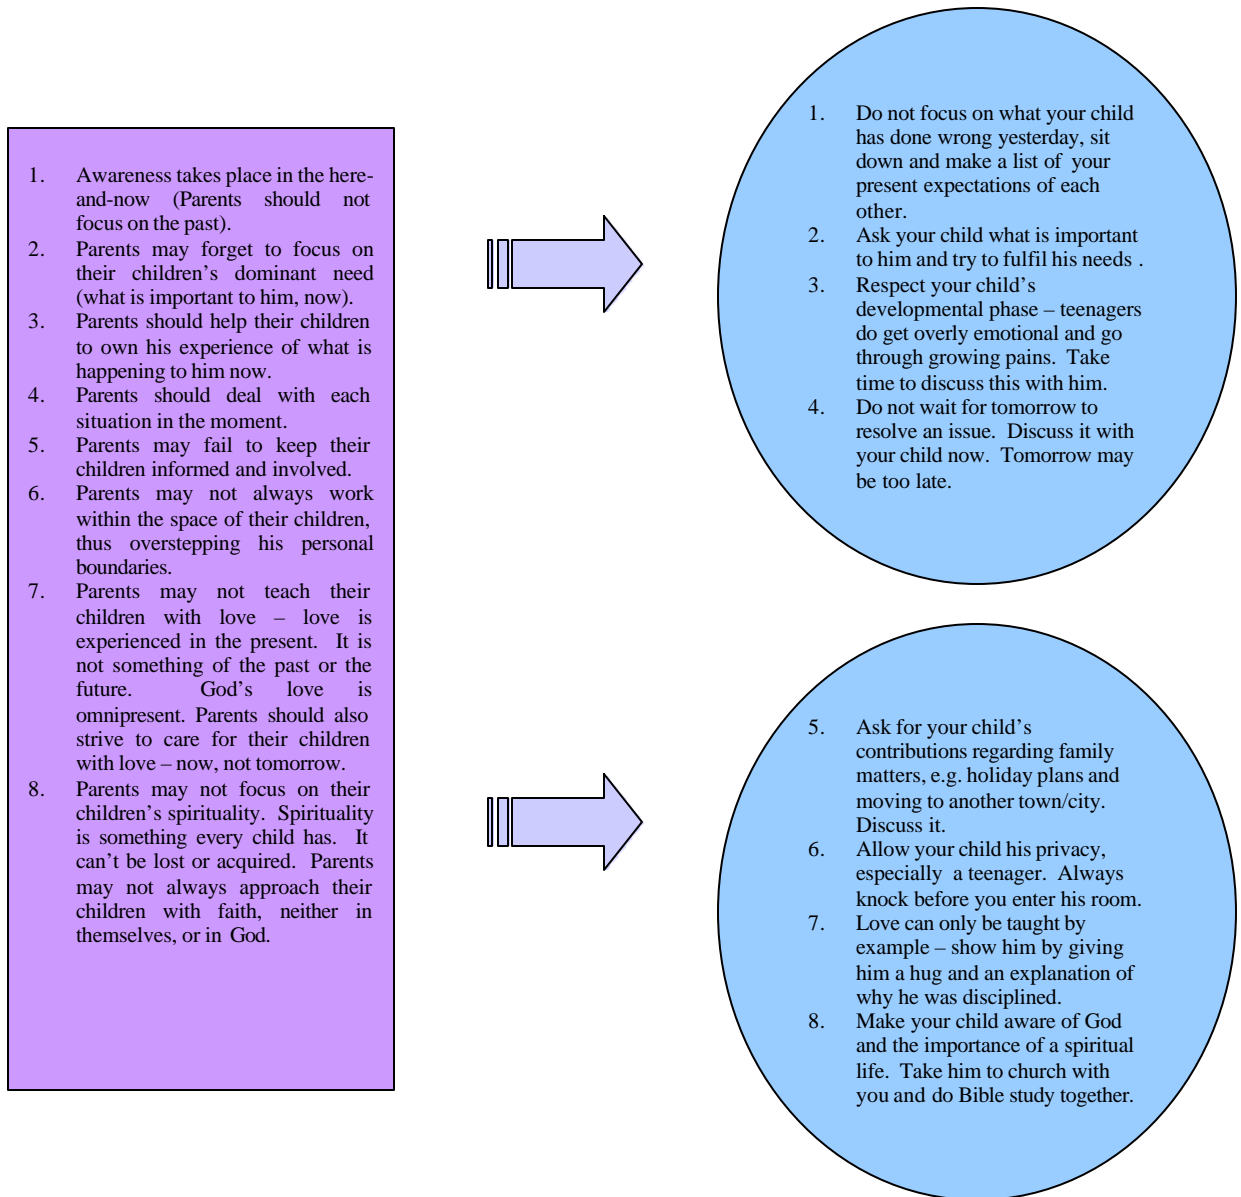 1. Awareness takes place in the here-
and-now (Parents should not
focus on the past).
2. Parents may forget to focus on
their children’s dominant need
(what is important to him, now).
3. Parents should help their children
to own his experience of what is
happening to him now.
4. Parents should deal with each
situation in the moment.
5. Parents may fail to keep their
children informed and involved.
6. Parents may not always work
within the space of their children,
thus overstepping his personal
boundaries.
7. Parents may not teach their
children with love – love is
experienced in the present. It is
not something of the past or the
future. God’s love is
omnipresent. Parents should also
strive to care for their children
with love – now, not tomorrow.
8. Parents may not focus on their
children’s spirituality. Spirituality
is something every child has. It
can’t be lost or acquired. Parents
may not always approach their
children with faith, neither in
themselves, or in God.
1. Do not focus on what your child
has done wrong yesterday, sit
down and make a list of your
present expectations of each
other.
2. Ask your child what is important
to him and try to fulfil his needs .
3. Respect your child’s
developmental phase – teenagers
do get overly emotional and go
through growing pains. Take
time to discuss this with him.
4. Do not wait for tomorrow to
resolve an issue. Discuss it with
your child now. Tomorrow may
be too late.
5. Ask for your child’s
contributions regarding family
matters, e.g. holiday plans and
moving to another town/city.
Discuss it.
6. Allow your child his privacy,
especially a teenager. Always
knock before you enter his room.
7. Love can only be taught by
example – show him by giving
him a hug and an explanation of
why he was disciplined.
8. Make your child aware of God
and the importance of a spiritual
life. Take him to church with
you and do Bible study together.